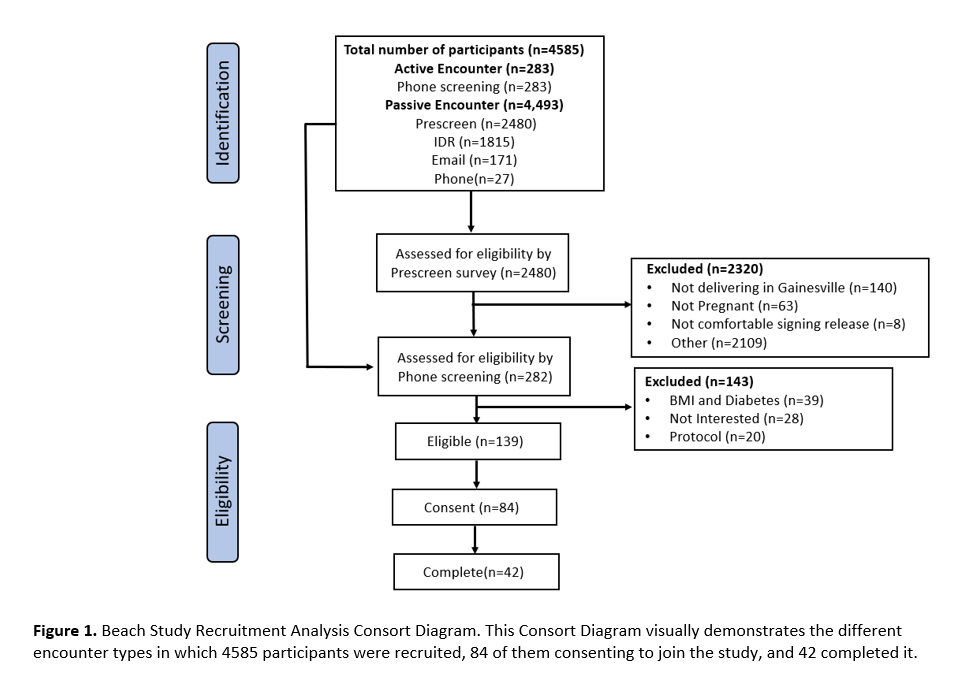 Identification
Total number of participants (n=4585)
Active Encounter (n=283)
Phone screening (n=283)
Passive Encounter (n=4,493)
Prescreen (n=2480)
IDR (n=1815)
Email (n=171)
Phone(n=27)
Screening
Assessed for eligibility by
Prescreen survey (n=2480)
Excluded (n=2320)
• Not delivering in Gainesville (n=140)
• Not Pregnant (n=63)
• Not comfortable signing release (n=8)
• Other (n=2109)
Assessed for eligibility by
Phone screening (n=282)
Excluded (n=143)
• BMI and Diabetes (n=39)
• Not Interested (n=28)
• Protocol (n=20)
Eligibility
Eligible (n=139)
Consent (n=84)
Complete(n=42)
Figure 1. Beach Study Recruitment Analysis Consort Diagram. This Consort Diagram visually demonstrates the different
encounter types in which 4585 participants were recruited, 84 of them consenting to join the study, and 42 completed it.